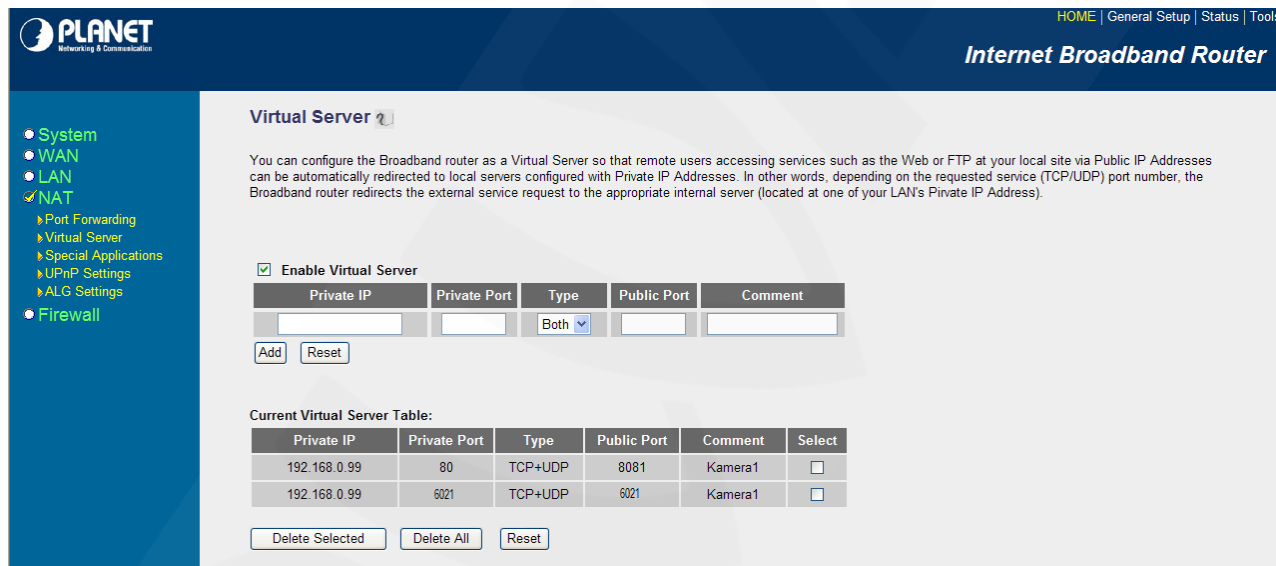 PLANET
Networking & Communication
HOME | General Setup | Status | Tools
Internet Broadband Router
System
WAN
LAN
NAT
Port Forwarding
Virtual Server
Special Applications
UPnP Settings
ALG Settings
Firewall
Virtual Server
You can configure the Broadband router as a Virtual Server so that remote users accessing services such as the Web or FTP at your local site via Public IP Addresses
can be automatically redirected to local servers configured with Private IP Addresses. In other words, depending on the requested service (TCP/UDP) port number, the
Broadband router redirects the external service request to the appropriate internal server (located at one of your LAN's Private IP Address).
Enable Virtual Server
Private IP Private Port Type Public Port Comment
Both
Add Reset
Current Virtual Server Table:
Private IP Private Port Type Public Port Comment Select
192.168.0.99 80 TCP+UDP 8081 Kamera1
192.168.0.99 6021 TCP+UDP 6021 Kamera1
Delete Selected Delete All Reset